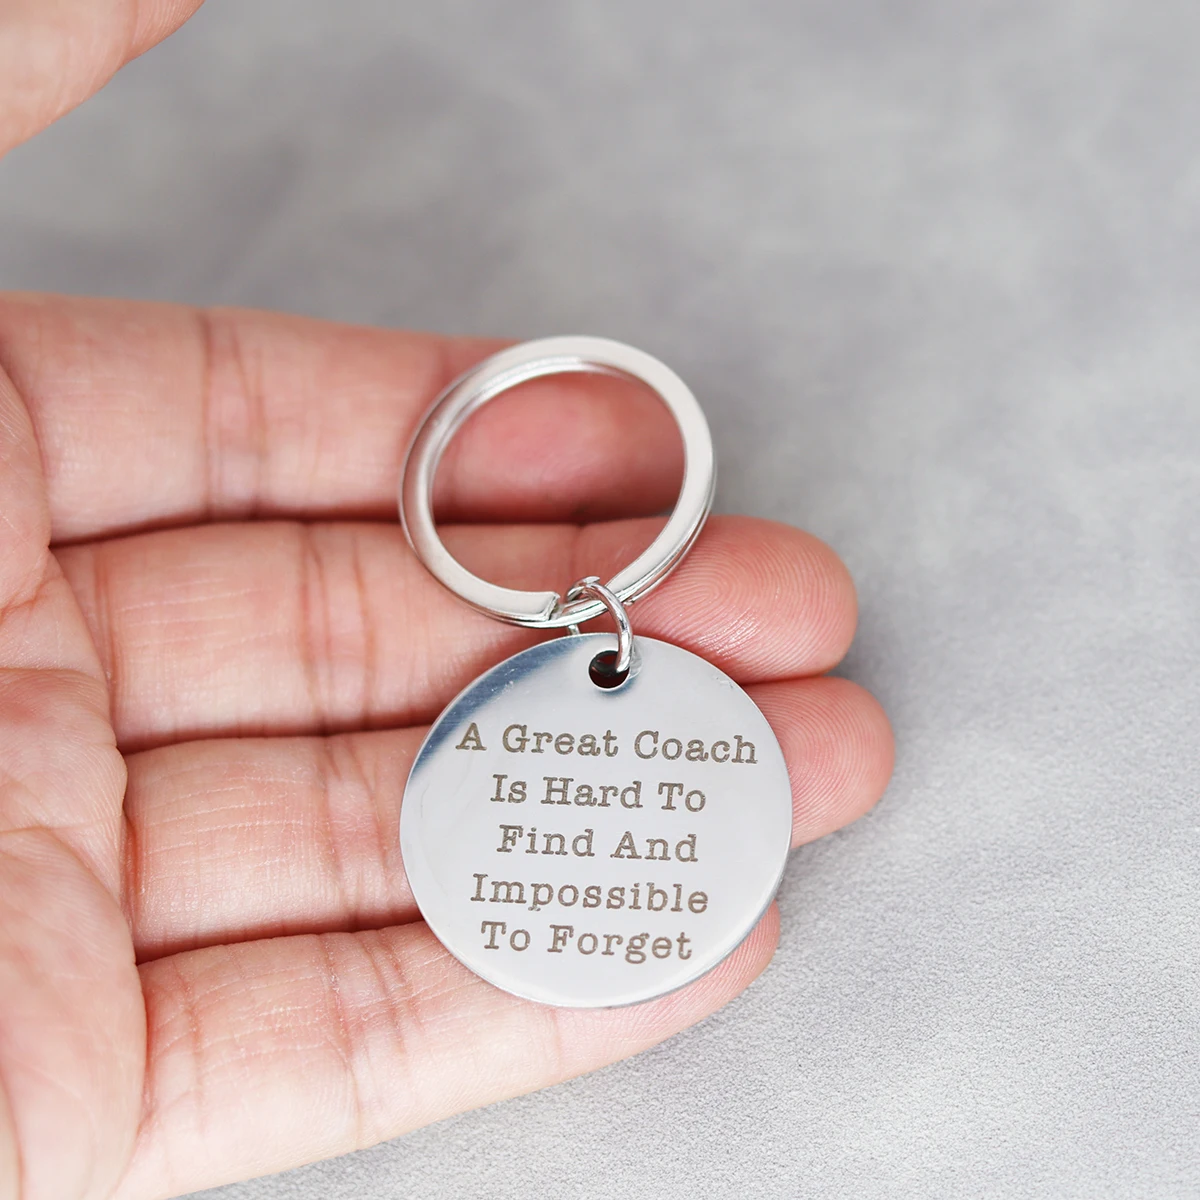 A Great Coach
Is Hard To
Find And
Impossible
To Forget